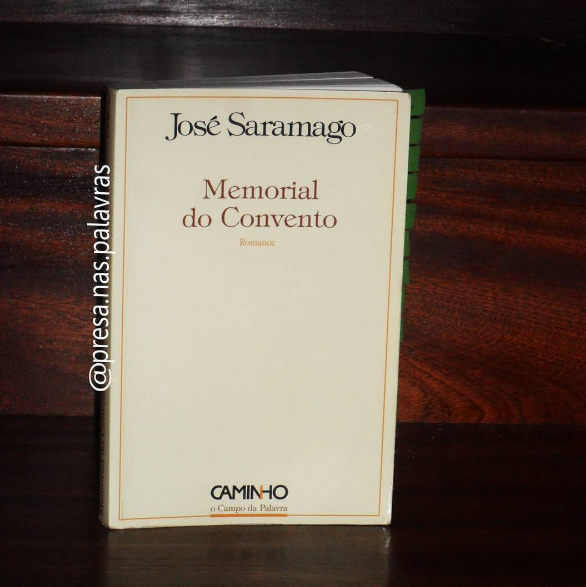 José Saramago
Memorial
do Convento
Romance
CAMINHO
o Campo da Palavra
@presa.nas.palavras